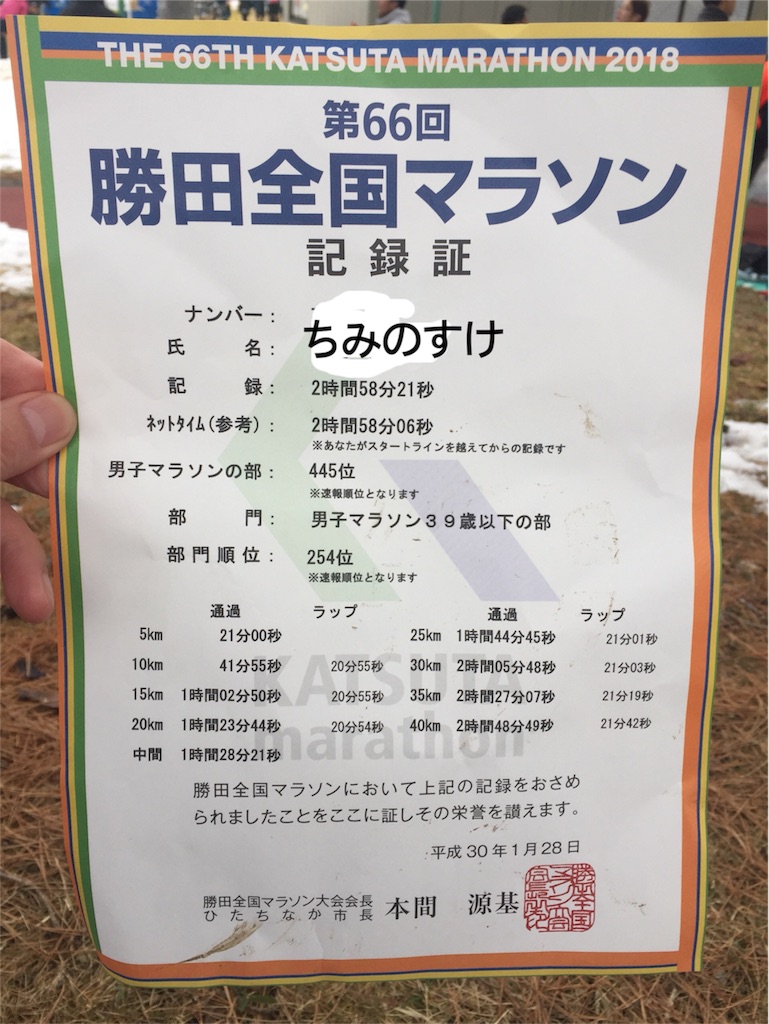 THE 66TH KATSUTA MARATHON 2018
第66回
勝田全国マラソン
記録証
ナンバー：
氏名：ちみのすけ
記録：2時間58分21秒
ネットタイム(参考)：2時間58分06秒
※あなたがスタートラインを越えてからの記録です
男子マラソンの部：445位
※速報順位となります
部門：男子マラソン３９歳以下の部
部門順位：254位
※速報順位となります
通過 ラップ 通過 ラップ
5km 21分00秒 25km 1時間44分45秒 21分01秒
10km 41分55秒 20分55秒 30km 2時間05分48秒 21分03秒
15km 1時間02分50秒 20分55秒 35km 2時間27分07秒 21分19秒
20km 1時間23分44秒 20分54秒 40km 2時間48分49秒 21分42秒
中間 1時間28分21秒
KATSUTA
marathon
勝田全国マラソンにおいて上記の記録をおさめ
られましたことをここに証しその栄誉を讃えます。
平成30年1月28日
勝田全国マラソン大会会長
ひたちなか市長 本間 源基